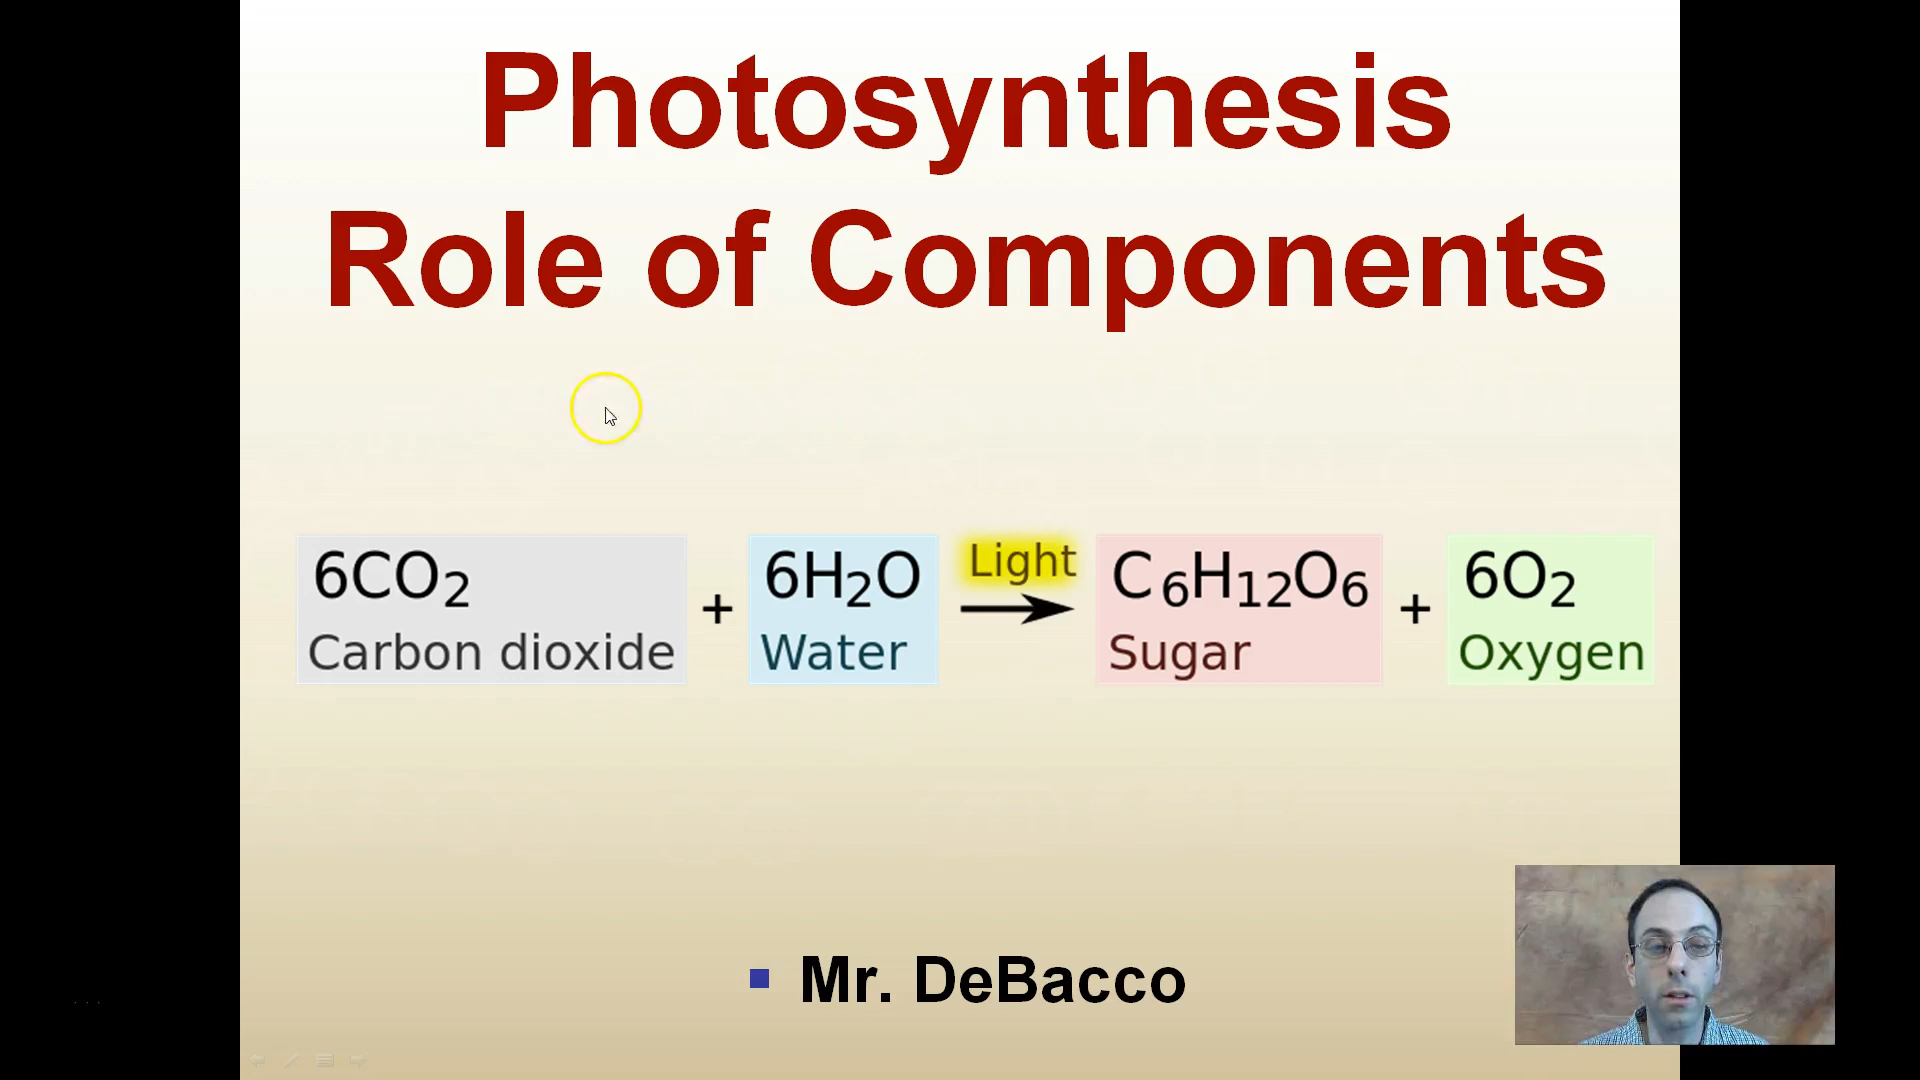 Photosynthesis
Role of Components
6CO₂ + 6H₂O Light C₆H₁₂O₆ + 6O₂
Carbon dioxide Water Sugar Oxygen
Mr. DeBacco